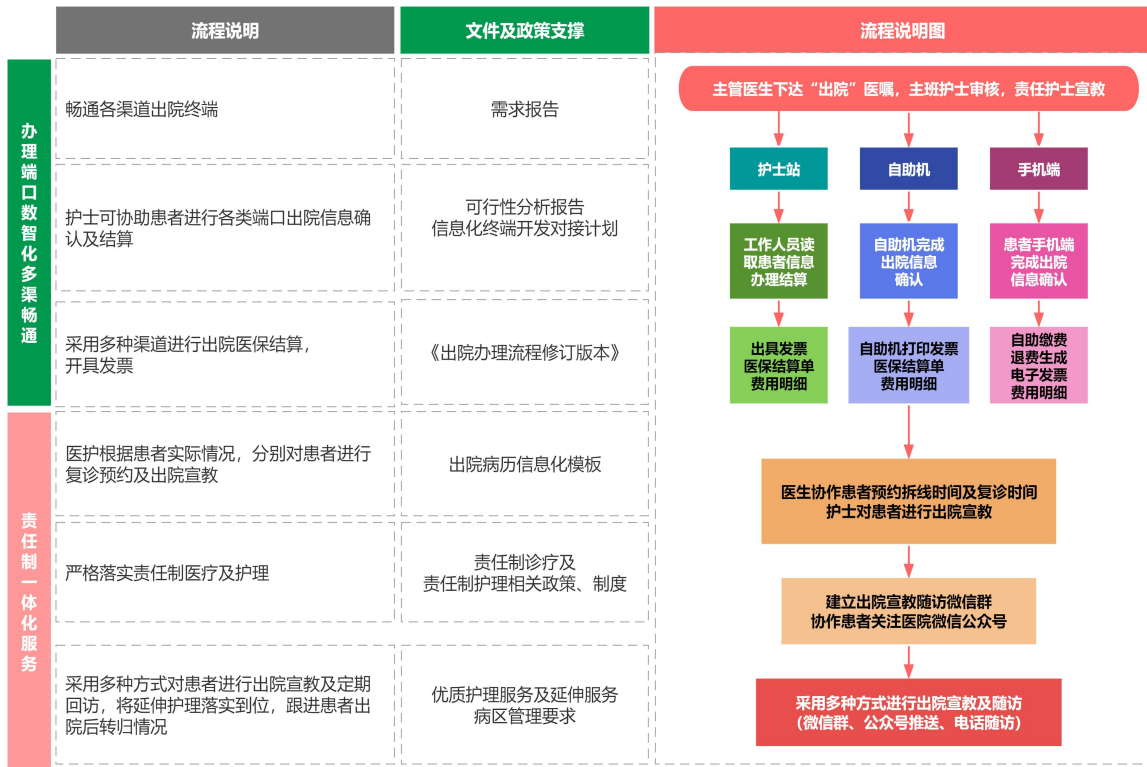 流程说明
文件及政策支撑
流程说明图
办理端口数智化多渠畅通
畅通各渠道出院终端
需求报告
护士可协助患者进行各类端口出院信息确
认及结算
可行性分析报告
信息化终端开发对接计划
采用多种渠道进行出院医保结算，
开具发票
《出院办理流程修订版本》
责任制一体化服务
医护根据患者实际情况，分别对患者进行
复诊预约及出院宣教
出院病历信息化模板
严格落实责任制医疗及护理
责任制诊疗及
责任制护理相关政策、制度
采用多种方式对患者进行出院宣教及定期
回访，将延伸护理落实到位，跟进患者出
院后转归情况
优质护理服务及延伸服务
病区管理要求
主管医生下达“出院”医嘱，主班护士审核，责任护士宣教
护士站
自助机
手机端
工作人员读
取患者信息
办理结算
自助机完成
出院信息
确认
患者手机端
完成出院
信息确认
出具发票
医保结算单
费用明细
自助机打印发票
医保结算单
费用明细
自助缴费
退费生成
电子发票
费用明细
医生协作患者预约拆线时间及复诊时间
护士对患者进行出院宣教
建立出院宣教随访微信群
协作患者关注医院微信公众号
采用多种方式进行出院宣教及随访
（微信群、公众号推送、电话随访）